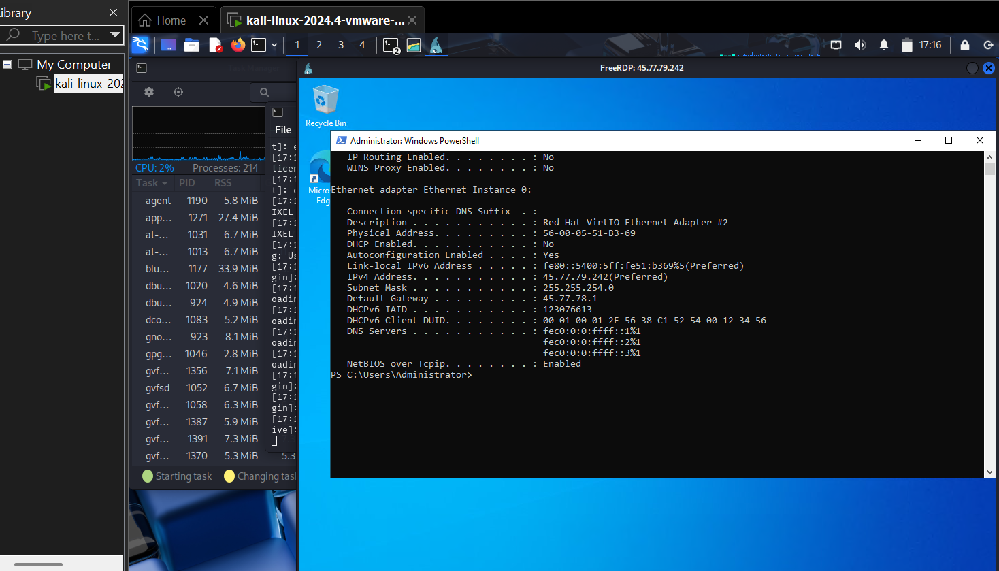 ibrary
Type here t...
My Computer
kali-linux-202
Home
kali-linux-2024.4-vmware-...
1 2 3 4
2
17:16
CPU: 2% Processes: 214
Task PID RSS
agent 1190 5.8 MiB
app... 1271 27.4 MiB
at-... 1031 6.7 MiB
at-... 1013 6.7 MiB
blu... 1177 33.9 MiB
dbu... 1020 4.6 MiB
dbu... 924 4.9 MiB
dco... 1083 5.2 MiB
gno... 923 8.1 MiB
gpg... 1046 2.8 MiB
gvf... 1356 7.1 MiB
gvfsd 1052 6.7 MiB
gvf... 1058 6.3 MiB
gvf... 1387 5.9 MiB
gvf... 1391 7.3 MiB
gvf... 1370 5.3 MiB 5.3
Starting task Changing task
File
t]: e
[17:1
licen
[17:1
t]: e
[17:1
IXEL_
[17:1
IXEL_
[17:1
g: Us
[17:1
gin]:
[17:1
oadin
[17:1
oadin
[17:1
oadin
[17:1
oadin
[17:1
gin]:
[17:1
gin]:
[17:1
ive]:
FreeRDP: 45.77.79.242
Recycle Bin
Micro
Edg
Administrator: Windows PowerShell
IP Routing Enabled. . . . . . . . : No
WINS Proxy Enabled. . . . . . . . : No
Ethernet adapter Ethernet Instance 0:
Connection-specific DNS Suffix  . :
Description . . . . . . . . . . . : Red Hat VirtIO Ethernet Adapter #2
Physical Address. . . . . . . . . : 56-00-05-51-B3-69
DHCP Enabled. . . . . . . . . . . : No
Autoconfiguration Enabled . . . . : Yes
Link-local IPv6 Address . . . . . : fe80::5400:5ff:fe51:b369%5(Preferred)
IPv4 Address. . . . . . . . . . . : 45.77.79.242(Preferred)
Subnet Mask . . . . . . . . . . . : 255.255.254.0
Default Gateway . . . . . . . . . : 45.77.78.1
DHCPv6 IAID . . . . . . . . . . . : 123076613
DHCPv6 Client DUID. . . . . . . . : 00-01-00-01-2F-56-38-C1-52-54-00-12-34-56
DNS Servers . . . . . . . . . . . : fec0:0:0:ffff::1%1
fec0:0:0:ffff::2%1
fec0:0:0:ffff::3%1
NetBIOS over Tcpip. . . . . . . . : Enabled
PS C:\Users\Administrator>